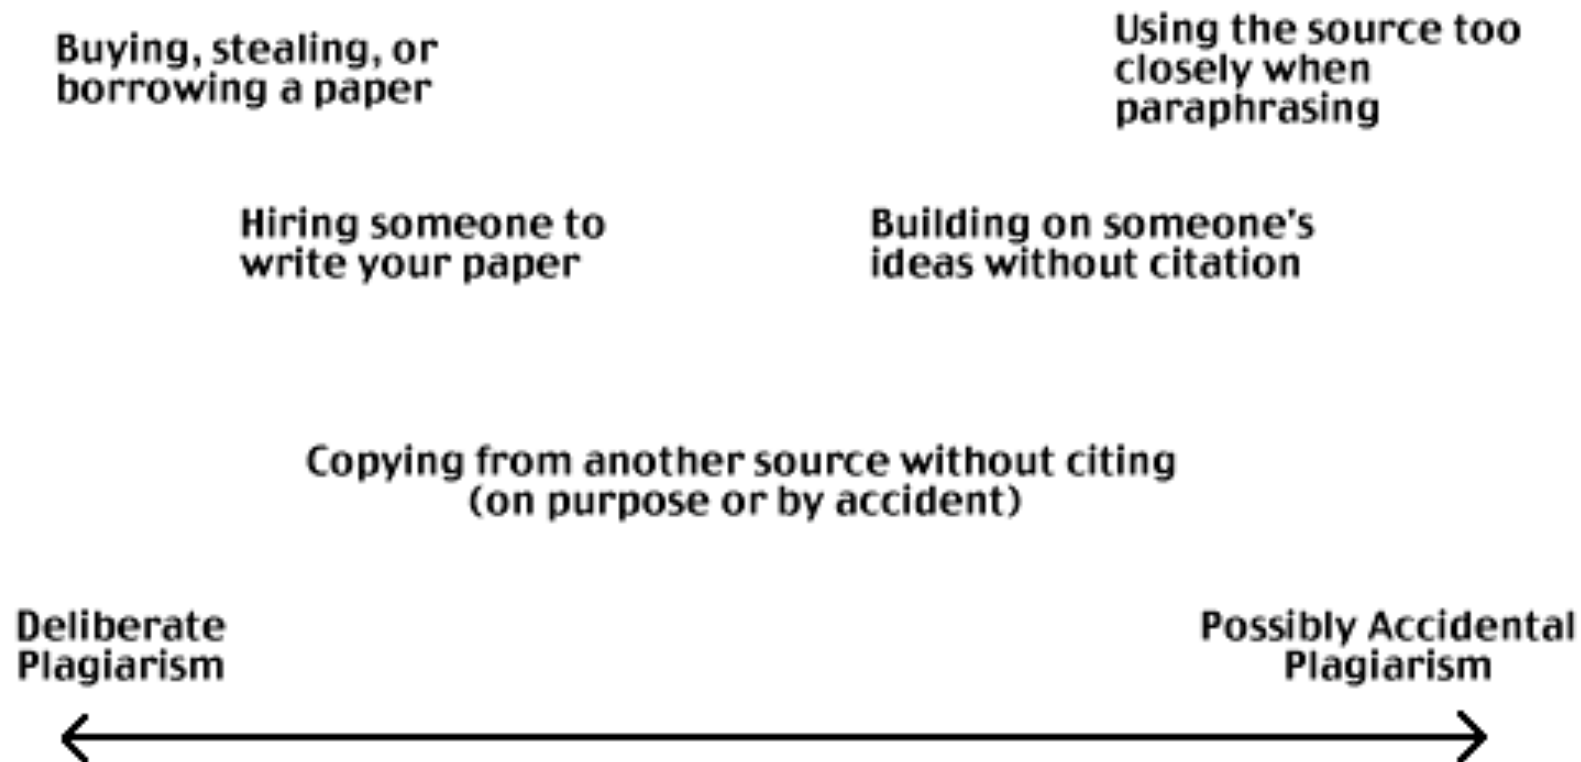 Buying, stealing, or
borrowing a paper
Using the source too
closely when
paraphrasing
Hiring someone to
write your paper
Building on someone's
ideas without citation
Copying from another source without citing
(on purpose or by accident)
Deliberate
Plagiarism
Possibly Accidental
Plagiarism